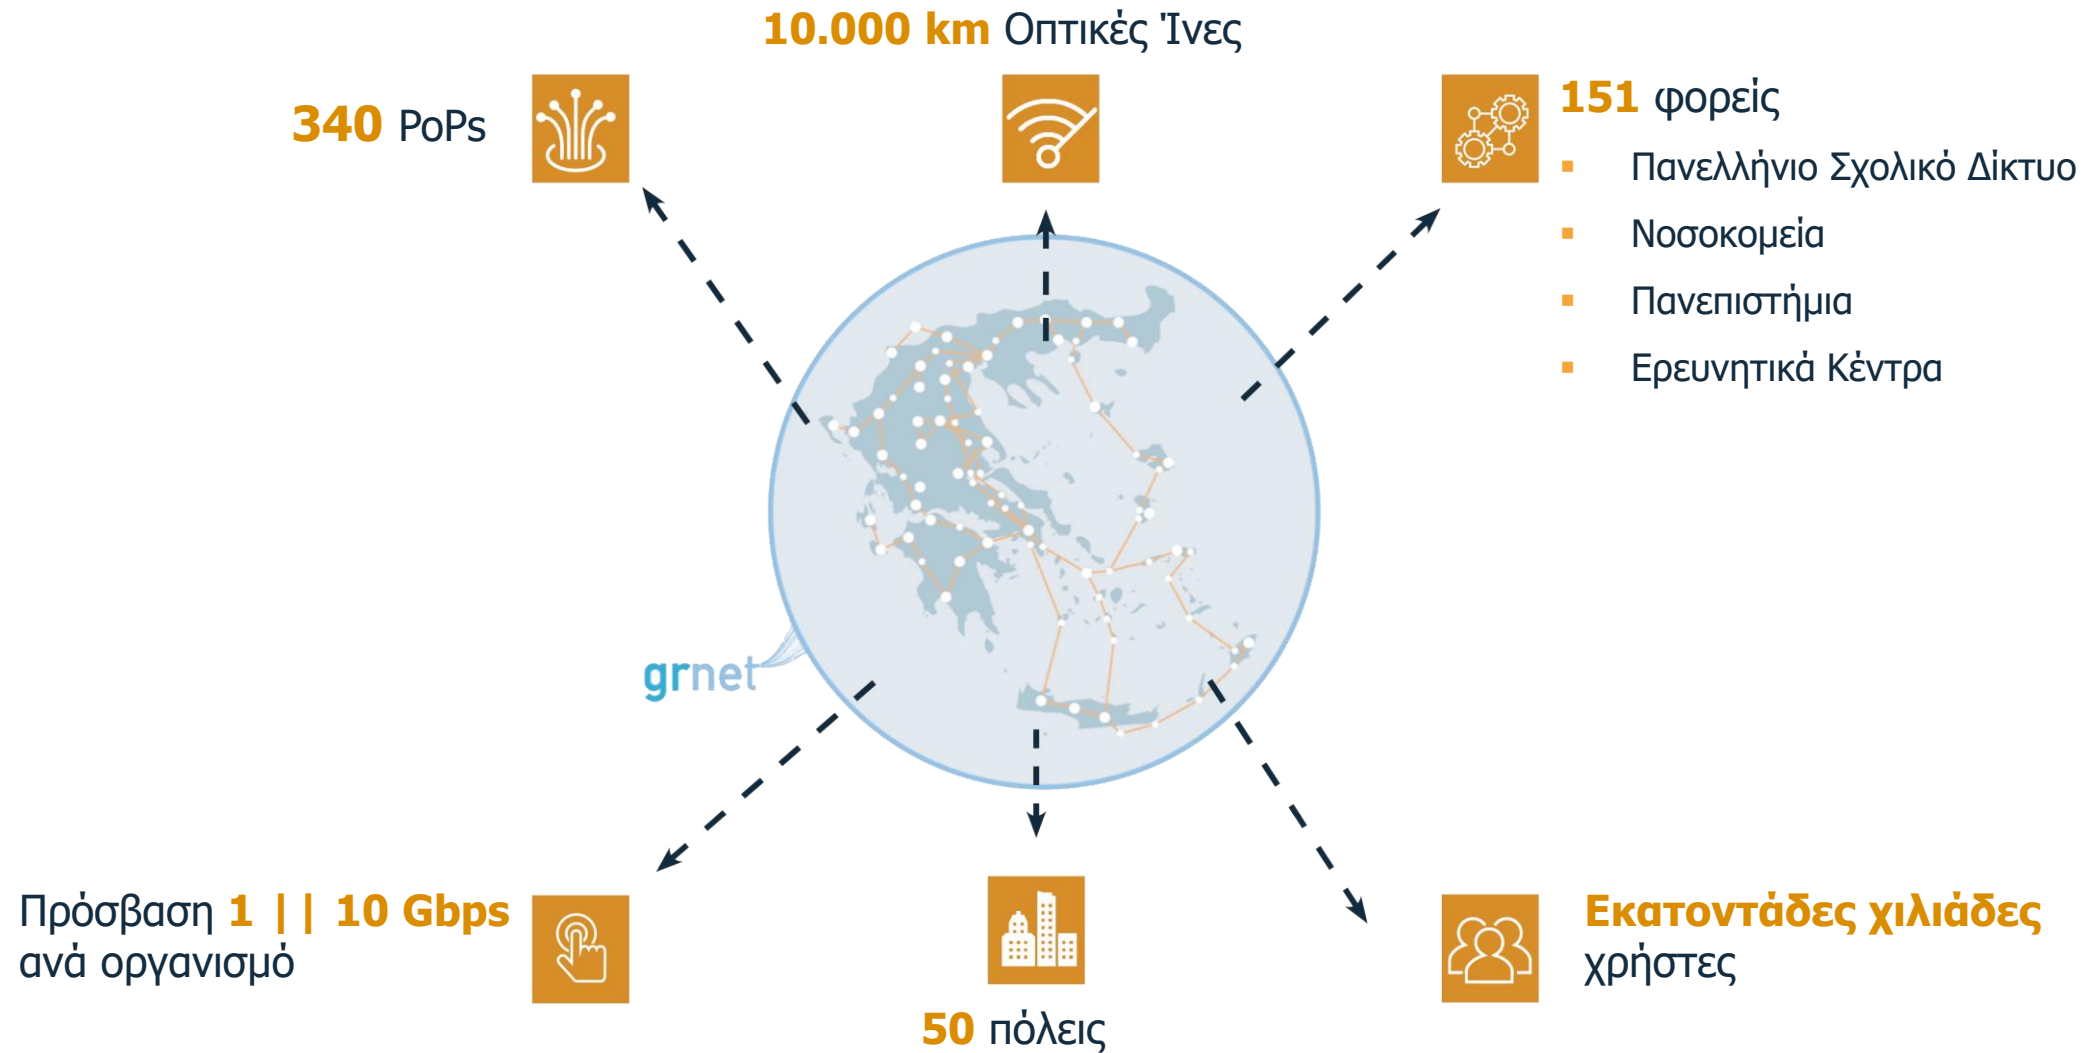 10.000 km Οπτικές Ίνες
340 PoPs
151 φορείς
▪ Πανελλήνιο Σχολικό Δίκτυο
▪ Νοσοκομεία
▪ Πανεπιστήμια
▪ Ερευνητικά Κέντρα
grnet
Πρόσβαση 1 || 10 Gbps
ανά οργανισμό
50 πόλεις
Εκατοντάδες χιλιάδες
χρήστες